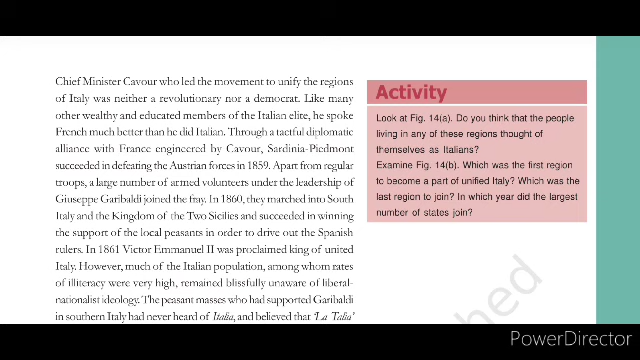 Chief Minister Cavour who led the movement to unify the regions
of Italy was neither a revolutionary nor a democrat. Like many
other wealthy and educated members of the Italian elite, he spoke
French much better than he did Italian. Through a tactful diplomatic
alliance with France engineered by Cavour, Sardinia-Piedmont
succeeded in defeating the Austrian forces in 1859. Apart from regular
troops, a large number of armed volunteers under the leadership of
Giuseppe Garibaldi joined the fray. In 1860, they marched into South
Italy and the Kingdom of the Two Sicilies and succeeded in winning
the support of the local peasants in order to drive out the Spanish
rulers. In 1861 Victor Emmanuel II was proclaimed king of united
Italy. However, much of the Italian population, among whom rates
of illiteracy were very high, remained blissfully unaware of liberal-
nationalist ideology. The peasant masses who had supported Garibaldi
in southern Italy had never heard of Italia, and believed that ‘La Talia’
Activity
Look at Fig. 14(a). Do you think that the people
living in any of these regions thought of
themselves as Italians?
Examine Fig. 14(b). Which was the first region
to become a part of unified Italy? Which was the
last region to join? In which year did the largest
number of states join?
PowerDirector